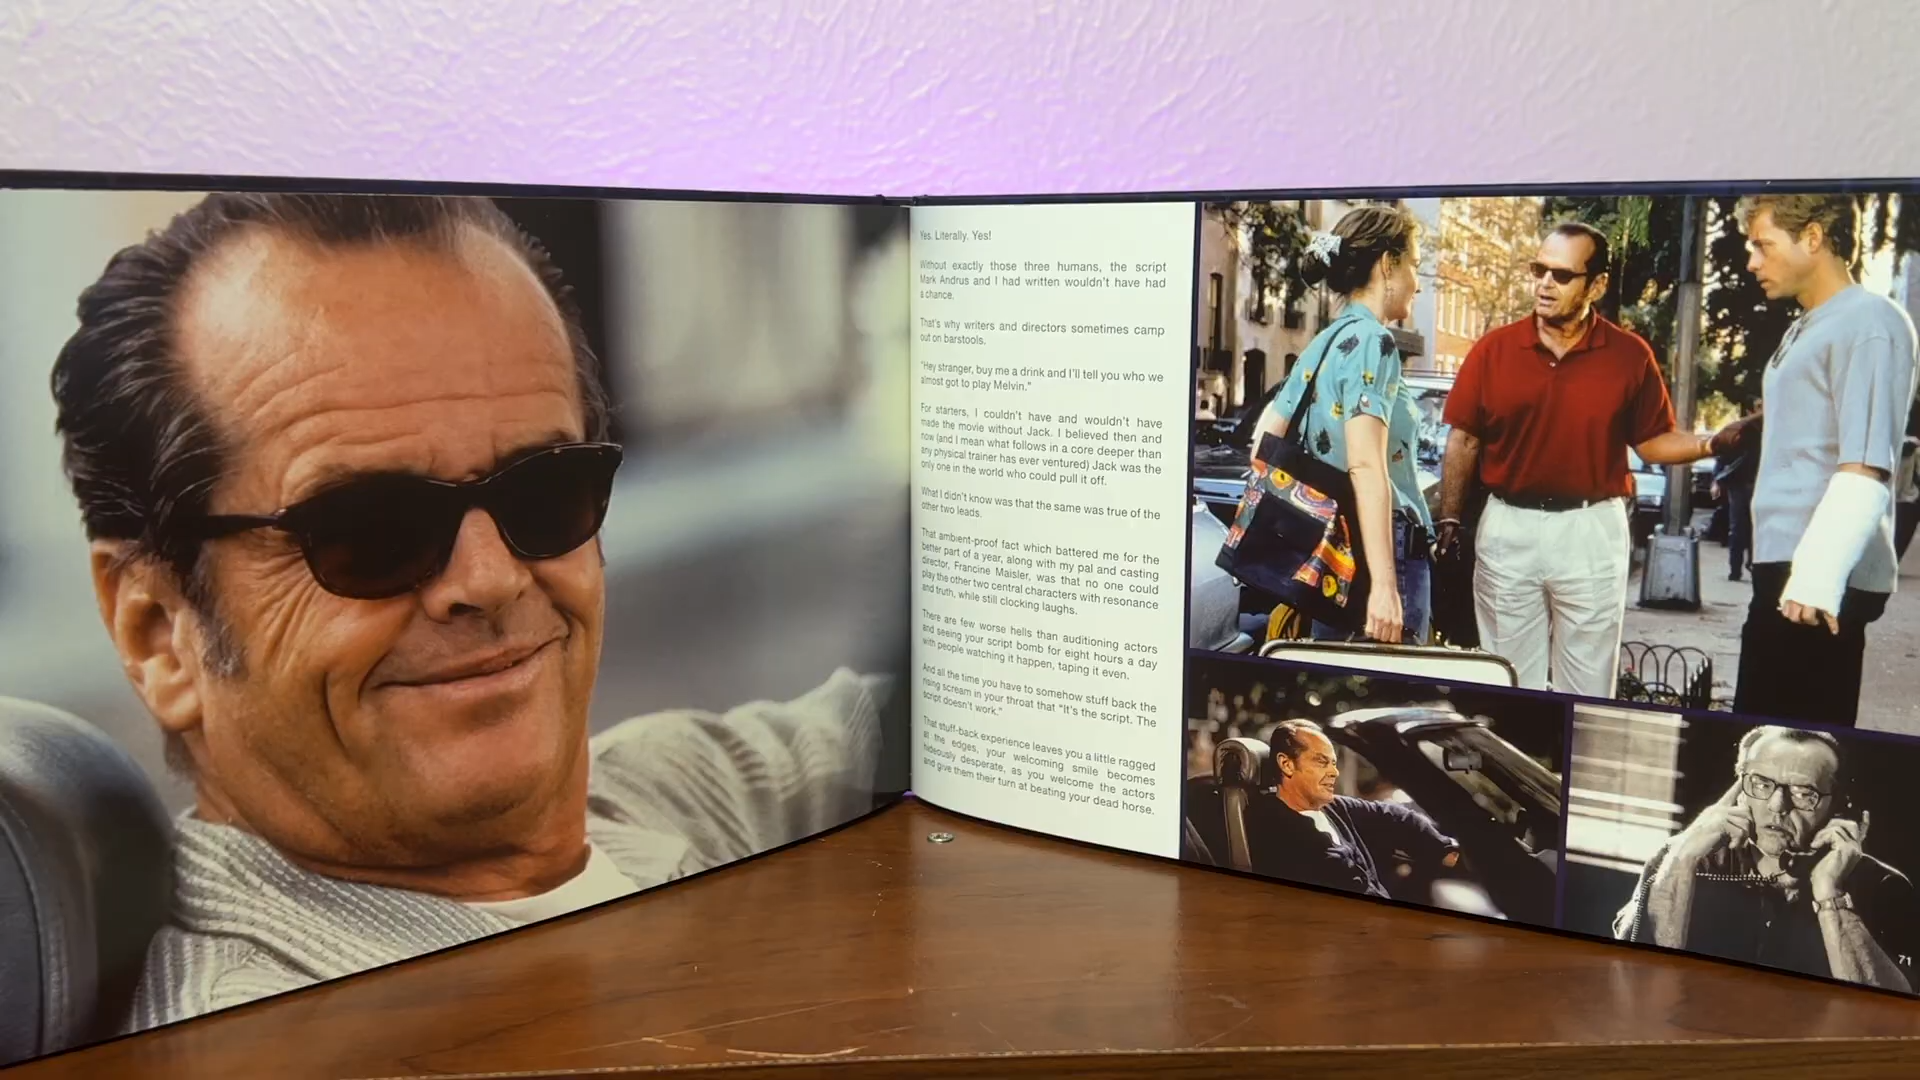 Yes. Literally. Yes!
Without exactly those three humans, the script
Mark Andrus and I had written wouldn't have had
a chance.
That's why writers and directors sometimes camp
out on barstools.
"Hey stranger, buy me a drink and I'll tell you who we
almost got to play Melvin."
For starters, I couldn't have and wouldn't have
made the movie without Jack. I believed then and
now (and I mean what follows in a core deeper than
any physical trainer has ever ventured) Jack was the
only one in the world who could pull it off.
What I didn't know was that the same was true of the
other two leads.
That ambient-proof fact which battered me for the
better part of a year, along with my pal and casting
director, Francine Maisler, was that no one could
play the other two central characters with resonance
and truth, while still clocking laughs.
There are few worse hells than auditioning actors
and seeing your script bomb for eight hours a day
with people watching it happen, taping it even.
And all the time you have to somehow stuff back the
rising scream in your throat that "It's the script. The
script doesn't work."
That stuff-back experience leaves you a little ragged
at the edges, your welcoming smile becomes
hideously desperate, as you welcome the actors
and give them their turn at beating your dead horse.
71